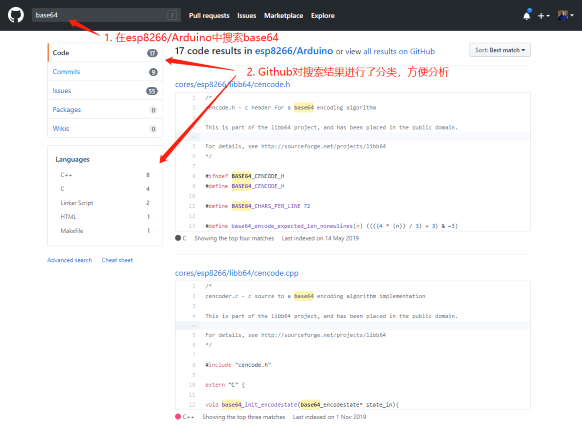 base64
/
Pull requests Issues Marketplace Explore
1. 在esp8266/Arduino中搜索base64
Code 17
Commits 9
Issues 55
Packages 0
Wikis 0
Languages
C++ 8
C 4
Linker Script 2
HTML 1
Makefile 1
Advanced search Cheat sheet
17 code results in esp8266/Arduino or view all results on GitHub
Sort: Best match
2. Github对搜索结果进行了分类，方便分析
cores/esp8266/libb64/cencode.h
1 /*
2 cencode.h - c header for a base64 encoding algorithm
3
4 This is part of the libb64 project, and has been placed in the public domain.
5
6 For details, see http://sourceforge.net/projects/libb64
7 */
8
9 #ifndef BASE64_CENCODE_H
10 #define BASE64_CENCODE_H
11
12 #define BASE64_CHARS_PER_LINE 72
13
14 #define base64_encode_expected_len_nonewlines(n) ((((4 * (n)) / 3) + 3) & ~3)
C Showing the top four matches Last indexed on 14 May 2019
cores/esp8266/libb64/cencode.cpp
1 /*
2 cencoder.c - c source to a base64 encoding algorithm implementation
3
4 This is part of the libb64 project, and has been placed in the public domain.
5
6 For details, see http://sourceforge.net/projects/libb64
7 */
8
9 #include "cencode.h"
10
11 extern "C" {
12
13 void base64_init_encodestate(base64_encodestate* state_in){
C++ Showing the top three matches Last indexed on 1 Nov 2019